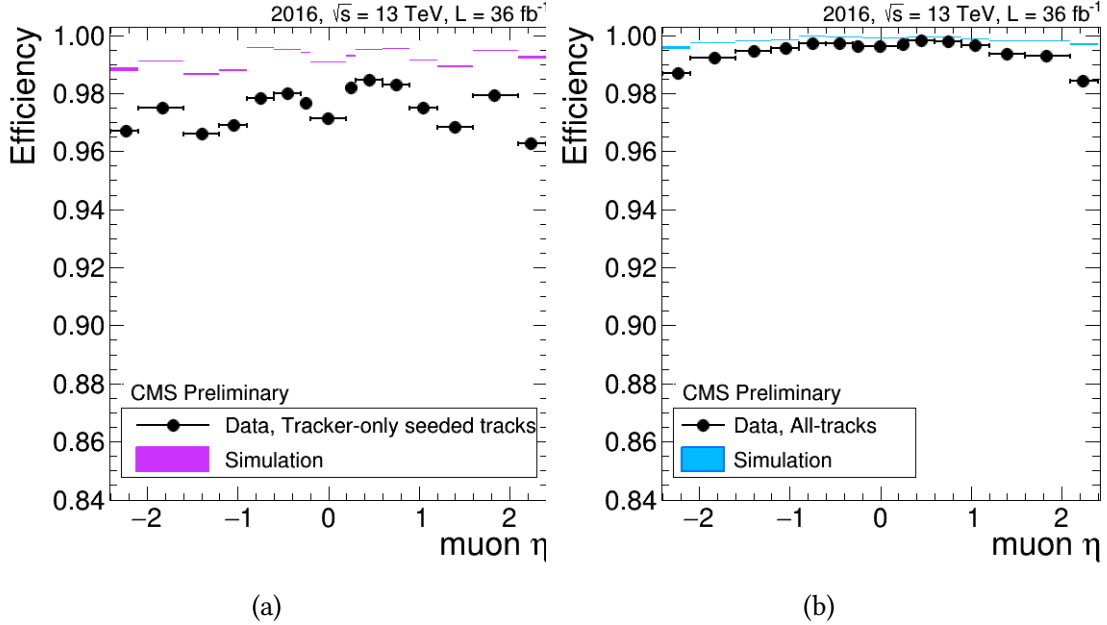 2016, √s = 13 TeV, L = 36 fb-1
Efficiency
1.00
0.98
0.96
0.94
0.92
0.90
0.88
0.86
0.84
CMS Preliminary
Data, Tracker-only seeded tracks
Simulation
−2
−1
0
1
2
muon η
(a)
2016, √s = 13 TeV, L = 36 fb-1
Efficiency
1.00
0.98
0.96
0.94
0.92
0.90
0.88
0.86
0.84
CMS Preliminary
Data, All-tracks
Simulation
−2
−1
0
1
2
muon η
(b)